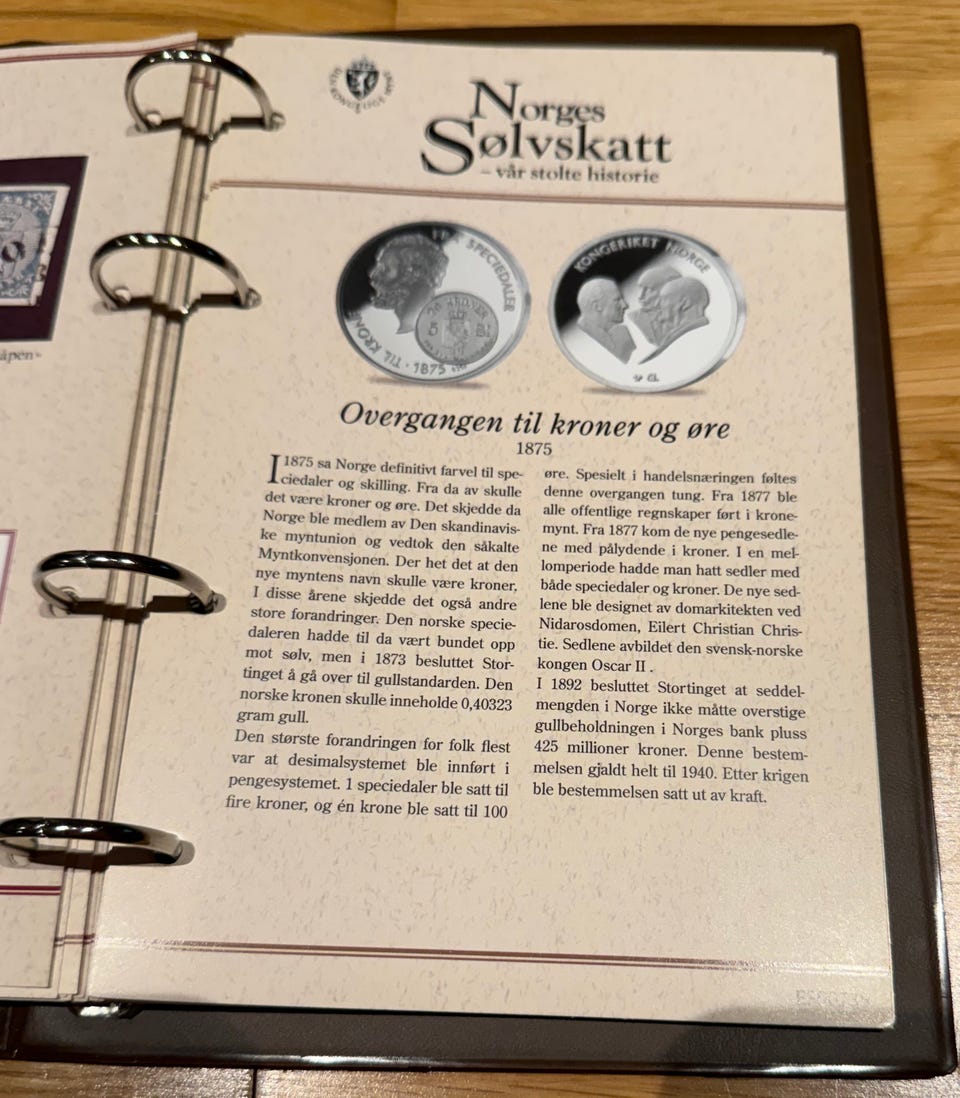 Norges
Sølvskatt
– vår stolte historie
SPECIEDALER
TIL KRONE
1875
KONGERIKET NORGE
åpen»
Overgangen til kroner og øre
1875
I 1875 sa Norge definitivt farvel til spe-
ciedaler og skilling. Fra da av skulle
det være kroner og øre. Det skjedde da
Norge ble medlem av Den skandinavis-
ke myntunion og vedtok den såkalte
Myntkonvensjonen. Der het det at den
nye myntens navn skulle være kroner,
I disse årene skjedde det også andre
store forandringer. Den norske specie-
daleren hadde til da vært bundet opp
mot sølv, men i 1873 besluttet Stor-
tinget å gå over til gullstandarden. Den
norske kronen skulle inneholde 0,40323
gram gull.
Den største forandringen for folk flest
var at desimalsystemet ble innført i
pengesystemet. 1 speciedaler ble satt til
fire kroner, og én krone ble satt til 100
øre. Spesielt i handelsnæringen føltes
denne overgangen tung. Fra 1877 ble
alle offentlige regnskaper ført i krone-
mynt. Fra 1877 kom de nye pengesedle-
ne med pålydende i kroner. I en mel-
lomperiode hadde man hatt sedler med
både speciedaler og kroner. De nye sed-
lene ble designet av domarkitekten ved
Nidarosdomen, Eilert Christian Chris-
tie. Sedlene avbildet den svensk-norske
kongen Oscar II .
I 1892 besluttet Stortinget at seddel-
mengden i Norge ikke måtte overstige
gullbeholdningen i Norges bank pluss
425 millioner kroner. Denne bestem-
melsen gjaldt helt til 1940. Etter krigen
ble bestemmelsen satt ut av kraft.